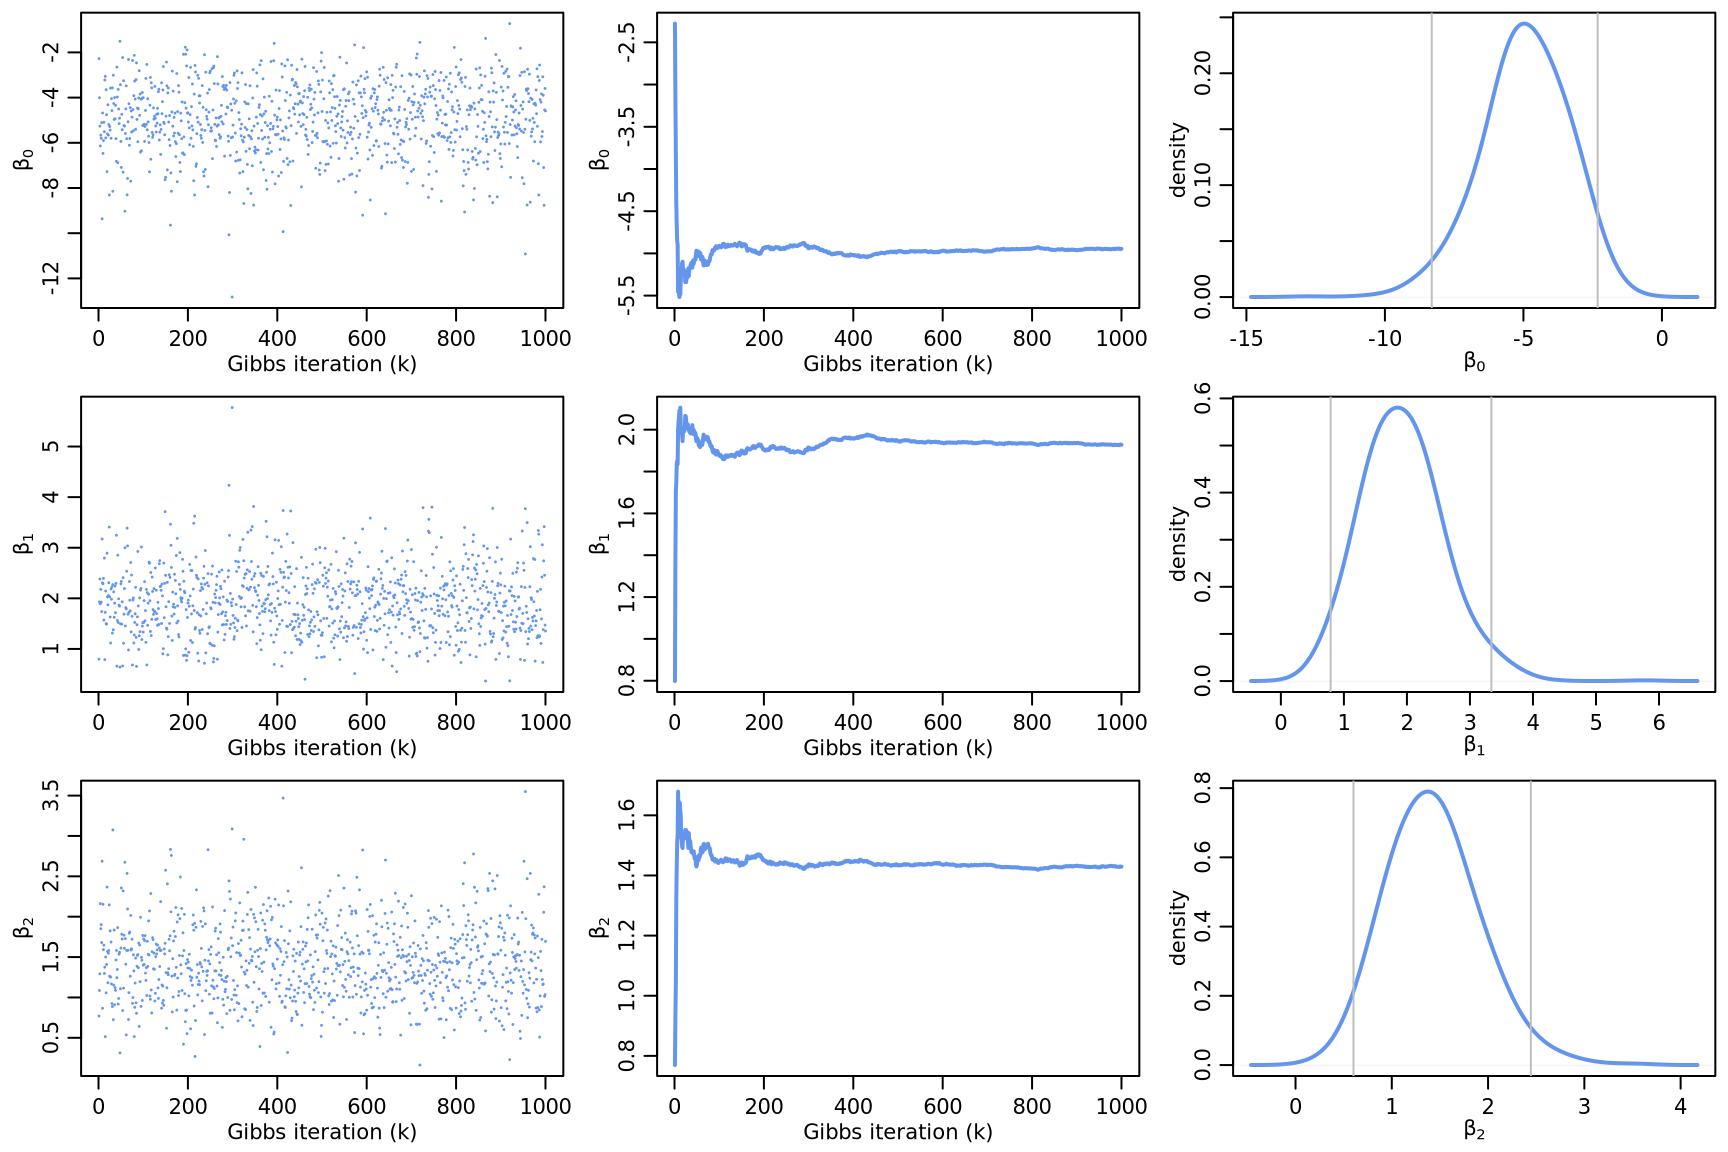 β0
-12 -8 -6 -4 -2
0 200 400 600 800 1000
Gibbs iteration (k)
β0
-5.5 -4.5 -3.5 -2.5
0 200 400 600 800 1000
Gibbs iteration (k)
density
0.00 0.10 0.20
-15 -10 -5 0
β0
β1
1 2 3 4 5
0 200 400 600 800 1000
Gibbs iteration (k)
β1
0.8 1.2 1.6 2.0
0 200 400 600 800 1000
Gibbs iteration (k)
density
0.0 0.2 0.4 0.6
0 1 2 3 4 5 6
β1
β2
0.5 1.5 2.5 3.5
0 200 400 600 800 1000
Gibbs iteration (k)
β2
0.8 1.0 1.2 1.4 1.6
0 200 400 600 800 1000
Gibbs iteration (k)
density
0.0 0.2 0.4 0.6 0.8
0 1 2 3 4
β2